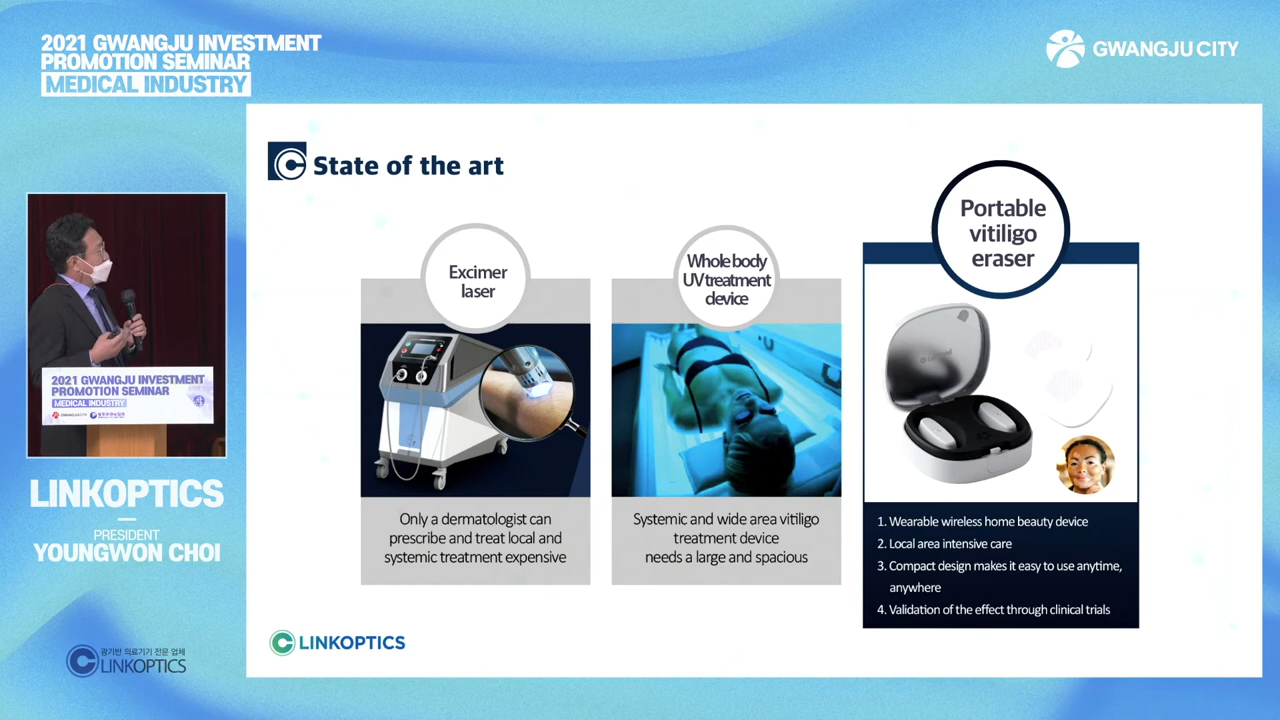 2021 GWANGJU INVESTMENT
PROMOTION SEMINAR
MEDICAL INDUSTRY
GWANGJU CITY
State of the art
Excimer
laser
Only a dermatologist can
prescribe and treat local and
systemic treatment expensive
Whole body
UV treatment
device
Systemic and wide area vitiligo
treatment device
needs a large and spacious
Portable
vitiligo
eraser
1. Wearable wireless home beauty device
2. Local area intensive care
3. Compact design makes it easy to use anytime,
anywhere
4. Validation of the effect through clinical trials
LINKOPTICS
2021 GWANGJU INVESTMENT
PROMOTION SEMINAR
MEDICAL INDUSTRY
GWANGJU CITY
LINKOPTICS
PRESIDENT
YOUNGWON CHOI
광기반 의료기기 전문 업체
LINKOPTICS